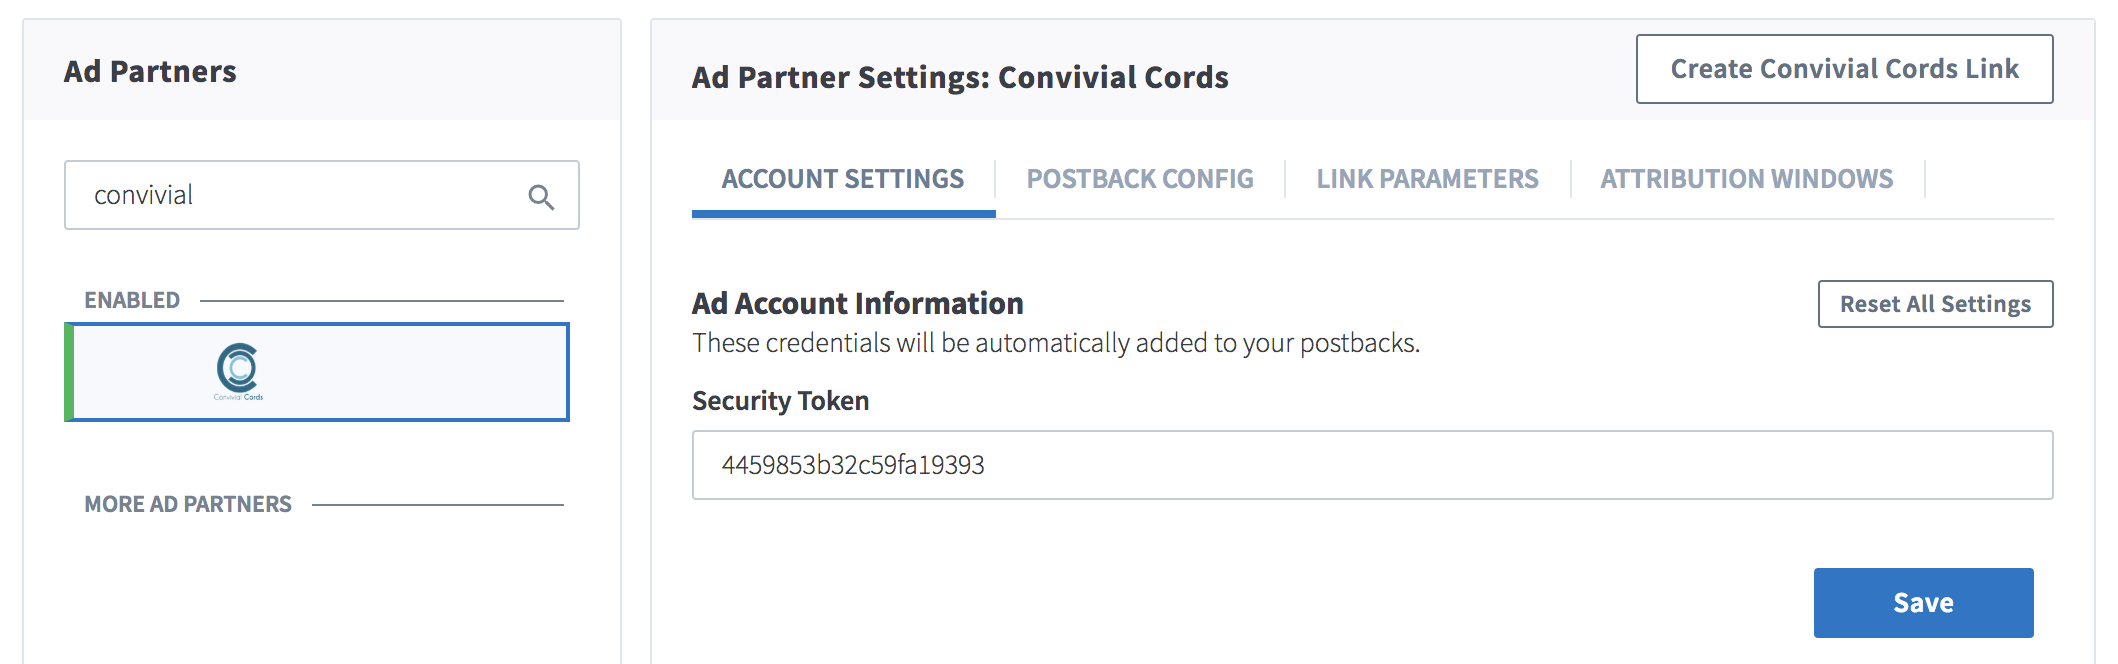 Ad Partners
convivial
ENABLED
Convivial Cords
MORE AD PARTNERS
Ad Partner Settings: Convivial Cords
Create Convivial Cords Link
ACCOUNT SETTINGS
POSTBACK CONFIG
LINK PARAMETERS
ATTRIBUTION WINDOWS
Ad Account Information
Reset All Settings
These credentials will be automatically added to your postbacks.
Security Token
4459853b32c59fa19393
Save